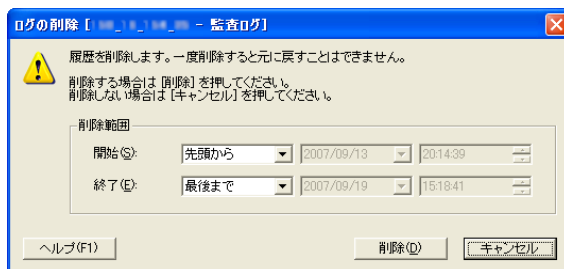 ログの削除 [ - 監査ログ]
履歴を削除します。一度削除すると元に戻すことはできません。
削除する場合は [削除] を押してください。
削除しない場合は [キャンセル] を押してください。
削除範囲
開始(S): 先頭から 2007/09/13 20:14:39
終了(E): 最後まで 2007/09/19 15:18:41
ヘルプ(F1) 削除(D) キャンセル